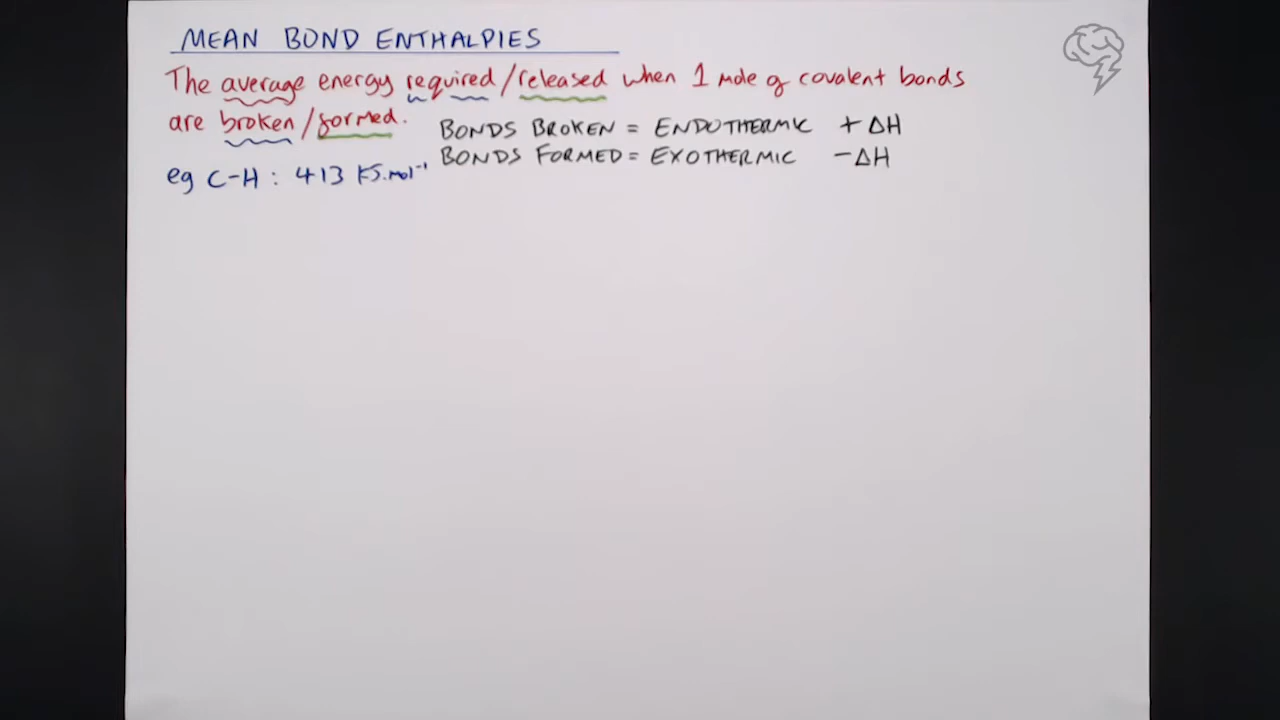 MEAN BOND ENTHALPIES
The average energy required/released when 1 mole of covalent bonds
are broken/formed.
BONDS BROKEN = ENDOTHERMIC + ΔH
BONDS FORMED = EXOTHERMIC - ΔH
eg C-H : 413 KJ.mol⁻¹